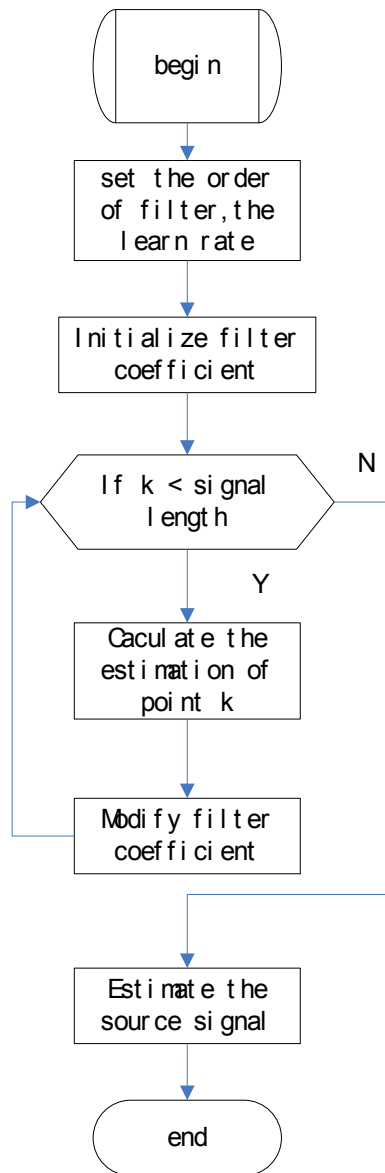 begin
set the order
of filter, the
learn rate
Initialize filter
coefficient
If k < signal
length
N
Y
Caculate the
estimation of
point k
Modify filter
coefficient
Estimate the
source signal
end